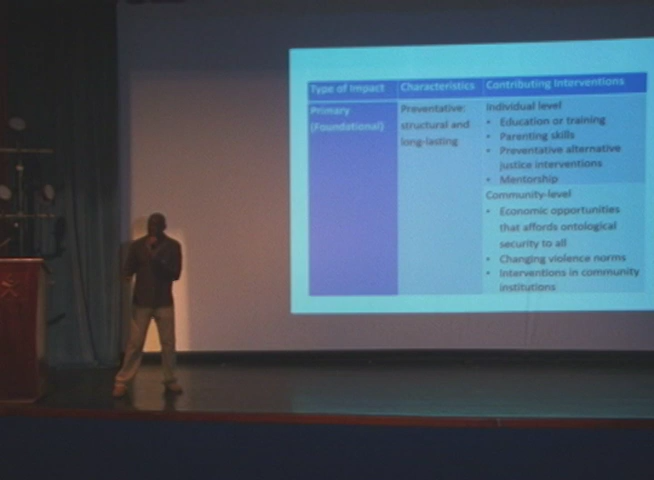 Type of Impact Characteristics Contributing Interventions
Primary
(Foundational)
Preventative:
structural and
long-lasting
Individual level
• Education or training
• Parenting skills
• Preventative alternative
justice interventions
• Mentorship
Community-level
• Economic opportunities
that affords ontological
security to all
• Changing violence norms
• Interventions in community
institutions